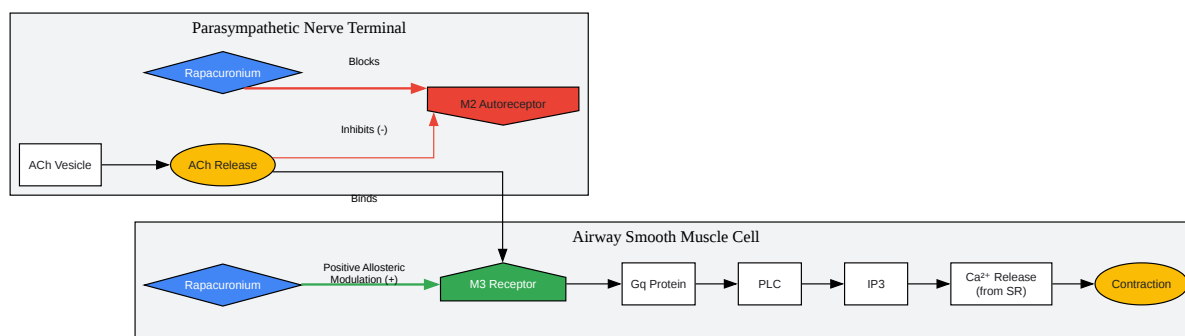 Parasympathetic Nerve Terminal
Rapacuronium
Blocks
M2 Autoreceptor
Inhibits (-)
ACh Vesicle
ACh Release
Binds
Airway Smooth Muscle Cell
Rapacuronium
Positive Allosteric
Modulation (+)
M3 Receptor
Gq Protein
PLC
IP3
Ca²⁺ Release
(from SR)
Contraction